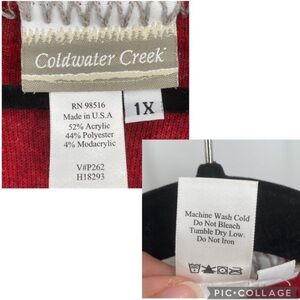 Coldwater Creek
RN 98516
Made in U.S.A
52% Acrylic
44% Polyester
4% Modacrylic
V#P262
H18293
1X
Machine Wash Cold
Do Not Bleach
Tumble Dry Low.
Do Not Iron
PIC•COLLAGE